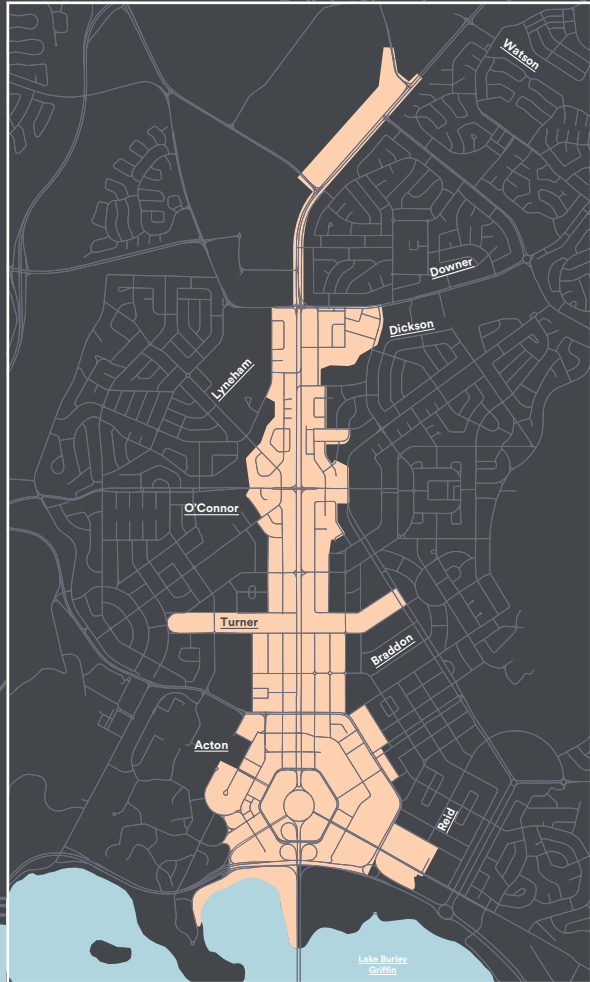 Watson
Downer
Dickson
Lyneham
O'Connor
Turner
Braddon
Acton
Reid
Lake Burley
Griffin